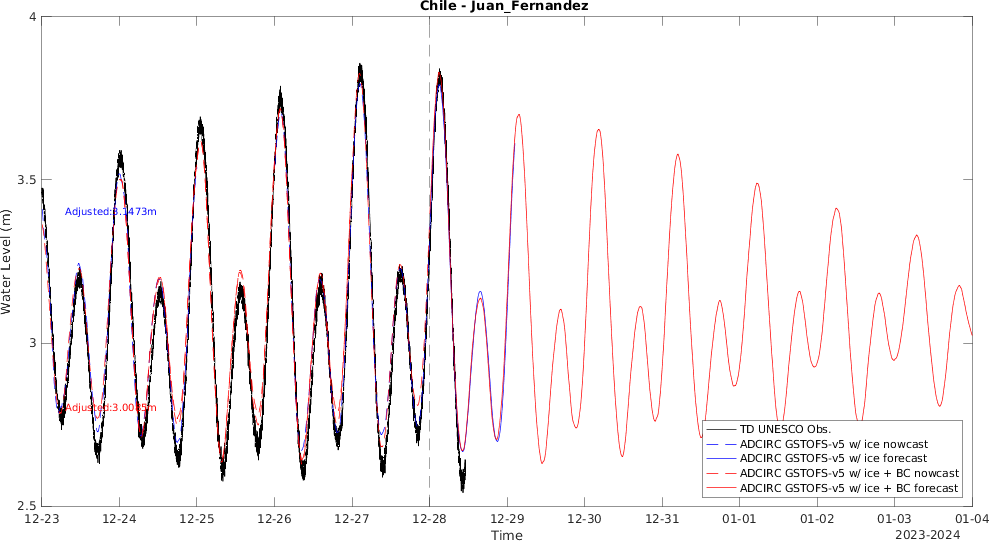 Chile - Juan_Fernandez
4
3.5
3
2.5
Water Level (m)
Adjusted:3.1473m
Adjusted:3.0085m
TD UNESCO Obs.
ADCIRC GSTOFS-v5 w/ ice nowcast
ADCIRC GSTOFS-v5 w/ ice forecast
ADCIRC GSTOFS-v5 w/ ice + BC nowcast
ADCIRC GSTOFS-v5 w/ ice + BC forecast
12-23 12-24 12-25 12-26 12-27 12-28 12-29 12-30 12-31 01-01 01-02 01-03 01-04
Time
2023-2024